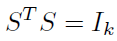 $S^T S = I_k$